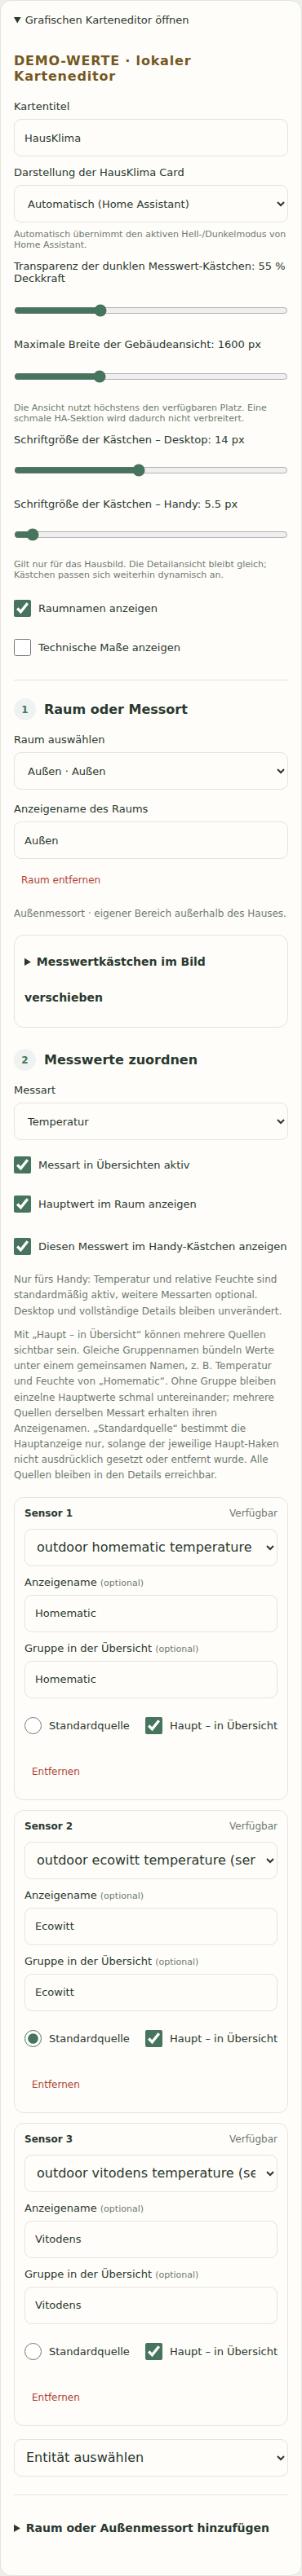 ▼ Grafischen Karteneditor öffnen
DEMO-WERTE · lokaler
Karteneditor
Kartentitel
HausKlima
Darstellung der HausKlima Card
Automatisch (Home Assistant)
Automatisch übernimmt den aktiven Hell-/Dunkelmodus von
Home Assistant.
Transparenz der dunklen Messwert-Kästchen: 55 %
Deckkraft
Maximale Breite der Gebäudeansicht: 1600 px
Die Ansicht nutzt höchstens den verfügbaren Platz. Eine
schmale HA-Sektion wird dadurch nicht verbreitert.
Schriftgröße der Kästchen – Desktop: 14 px
Schriftgröße der Kästchen – Handy: 5.5 px
Gilt nur für das Hausbild. Die Detailansicht bleibt gleich;
Kästchen passen sich weiterhin dynamisch an.
Raumnamen anzeigen
Technische Maße anzeigen
1 Raum oder Messort
Raum auswählen
Außen · Außen
Anzeigename des Raums
Außen
Raum entfernen
Außenmessort · eigener Bereich außerhalb des Hauses.
▶ Messwertkästchen im Bild
verschieben
2 Messwerte zuordnen
Messart
Temperatur
Messart in Übersichten aktiv
Hauptwert im Raum anzeigen
Diesen Messwert im Handy-Kästchen anzeigen
Nur fürs Handy: Temperatur und relative Feuchte sind
standardmäßig aktiv, weitere Messarten optional.
Desktop und vollständige Details bleiben unverändert.
Mit „Haupt – in Übersicht“ können mehrere Quellen
sichtbar sein. Gleiche Gruppennamen bündeln Werte
unter einem gemeinsamen Namen, z. B. Temperatur
und Feuchte von „Homematic“. Ohne Gruppe bleiben
einzelne Hauptwerte schmal untereinander; mehrere
Quellen derselben Messart erhalten ihren
Anzeigenamen. „Standardquelle“ bestimmt die
Hauptanzeige nur, solange der jeweilige Haupt-Haken
nicht ausdrücklich gesetzt oder entfernt wurde. Alle
Quellen bleiben in den Details erreichbar.
Sensor 1 Verfügbar
outdoor homematic temperature
Anzeigename (optional)
Homematic
Gruppe in der Übersicht (optional)
Homematic
Standardquelle Haupt – in Übersicht
Entfernen
Sensor 2 Verfügbar
outdoor ecowitt temperature (ser
Anzeigename (optional)
Ecowitt
Gruppe in der Übersicht (optional)
Ecowitt
Standardquelle Haupt – in Übersicht
Entfernen
Sensor 3 Verfügbar
outdoor vitodens temperature (se
Anzeigename (optional)
Vitodens
Gruppe in der Übersicht (optional)
Vitodens
Standardquelle Haupt – in Übersicht
Entfernen
Entität auswählen
▶ Raum oder Außenmessort hinzufügen